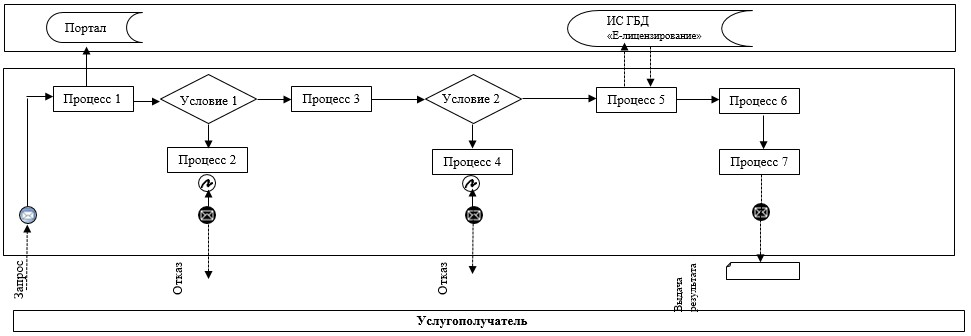 Портал
ИС ГБД
«Е-лицензирование»
Процесс 1
Условие 1
Процесс 3
Условие 2
Процесс 5
Процесс 6
Процесс 2
Процесс 4
Процесс 7
Запрос
Отказ
Отказ
Выдача
результата
Услугополучатель